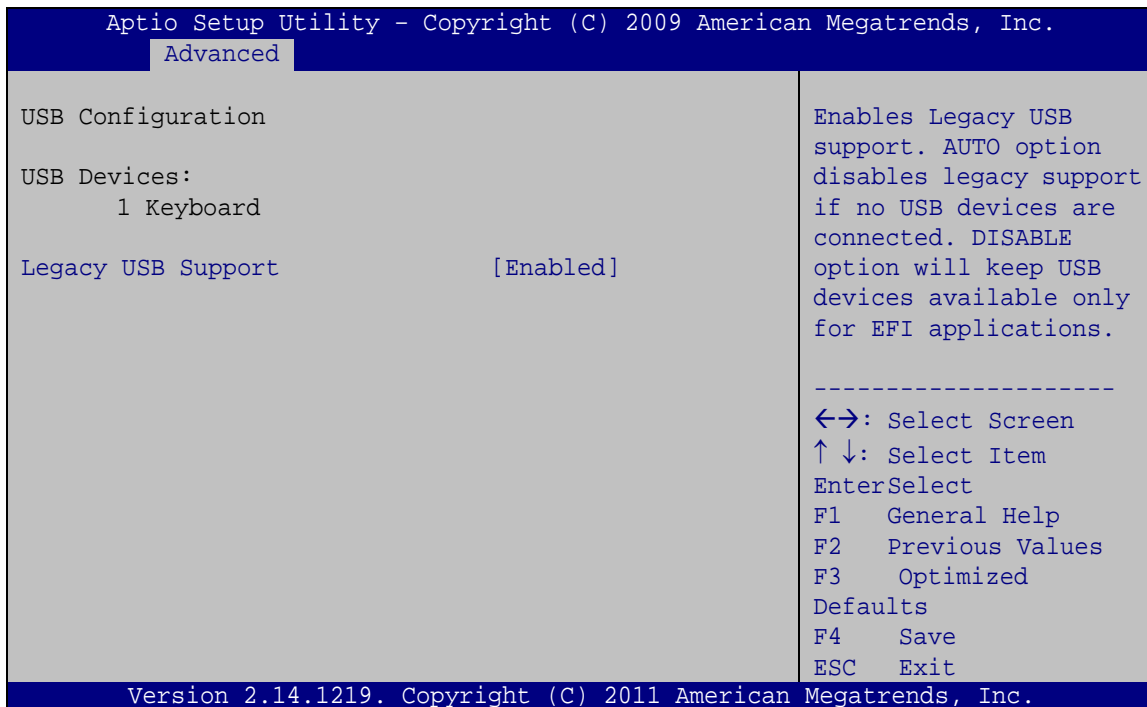 Aptio Setup Utility – Copyright (C) 2009 American Megatrends, Inc.
Advanced
USB Configuration
USB Devices:
1 Keyboard
Legacy USB Support [Enabled]
Enables Legacy USB
support. AUTO option
disables legacy support
if no USB devices are
connected. DISABLE
option will keep USB
devices available only
for EFI applications.
----------------------
←→: Select Screen
↑ ↓: Select Item
EnterSelect
F1 General Help
F2 Previous Values
F3 Optimized
Defaults
F4 Save
ESC Exit
Version 2.14.1219. Copyright (C) 2011 American Megatrends, Inc.